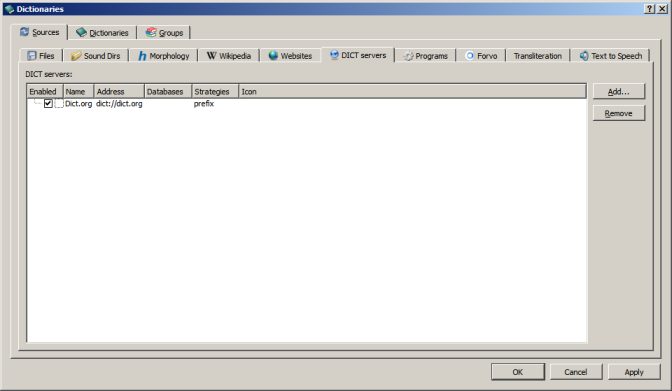 Dictionaries
Sources Dictionaries Groups
Files Sound Dirs Morphology Wikipedia Websites DICT servers Programs Forvo Transliteration Text to Speech
DICT servers:
Enabled Name Address Databases Strategies Icon
Dict.org dict://dict.org prefix
Add...
Remove
OK Cancel Apply